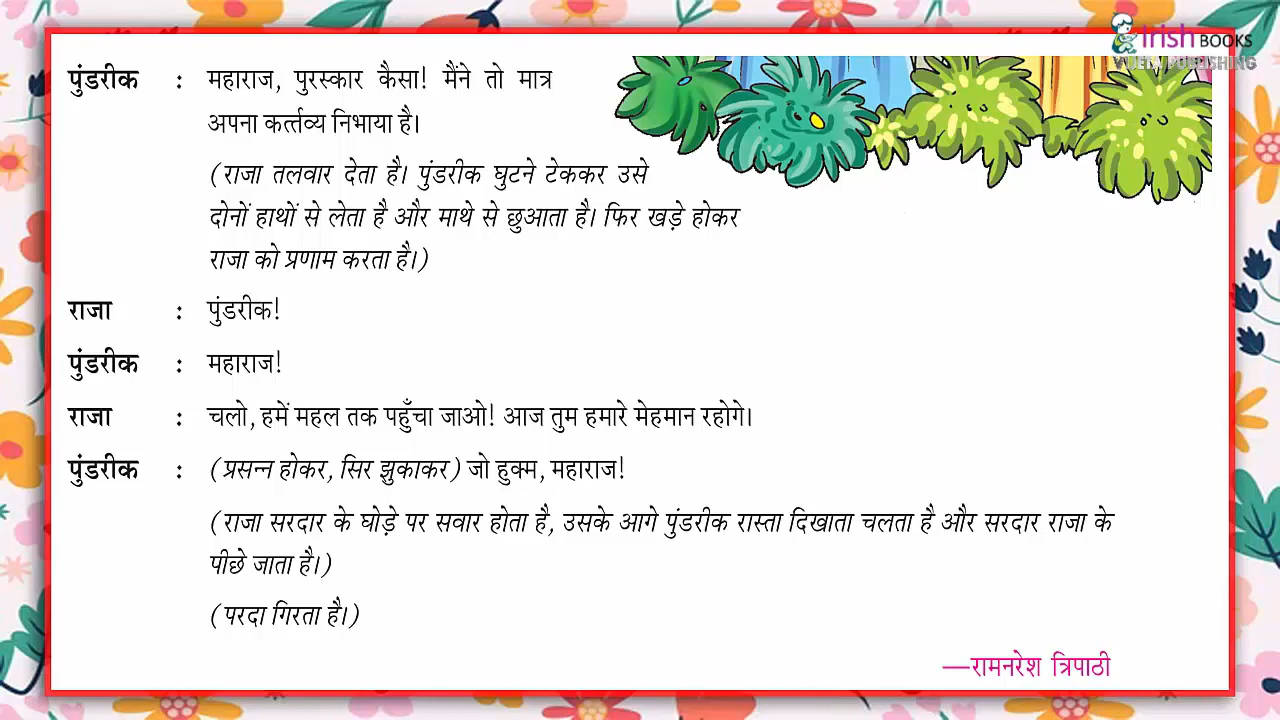 irish BOOKS
पुंडरीक : महाराज, पुरस्कार कैसा! मैंने तो मात्र
अपना कर्त्तव्य निभाया है।
(राजा तलवार देता है। पुंडरीक घुटने टेककर उसे
दोनों हाथों से लेता है और माथे से छुआता है। फिर खड़े होकर
राजा को प्रणाम करता है।)
राजा : पुंडरीक!
पुंडरीक : महाराज!
राजा : चलो, हमें महल तक पहुँचा जाओ! आज तुम हमारे मेहमान रहोगे।
पुंडरीक : (प्रसन्न होकर, सिर झुकाकर) जो हुक्म, महाराज!
(राजा सरदार के घोड़े पर सवार होता है, उसके आगे पुंडरीक रास्ता दिखाता चलता है और सरदार राजा के
पीछे जाता है।)
(परदा गिरता है।)
—रामनरेश त्रिपाठी